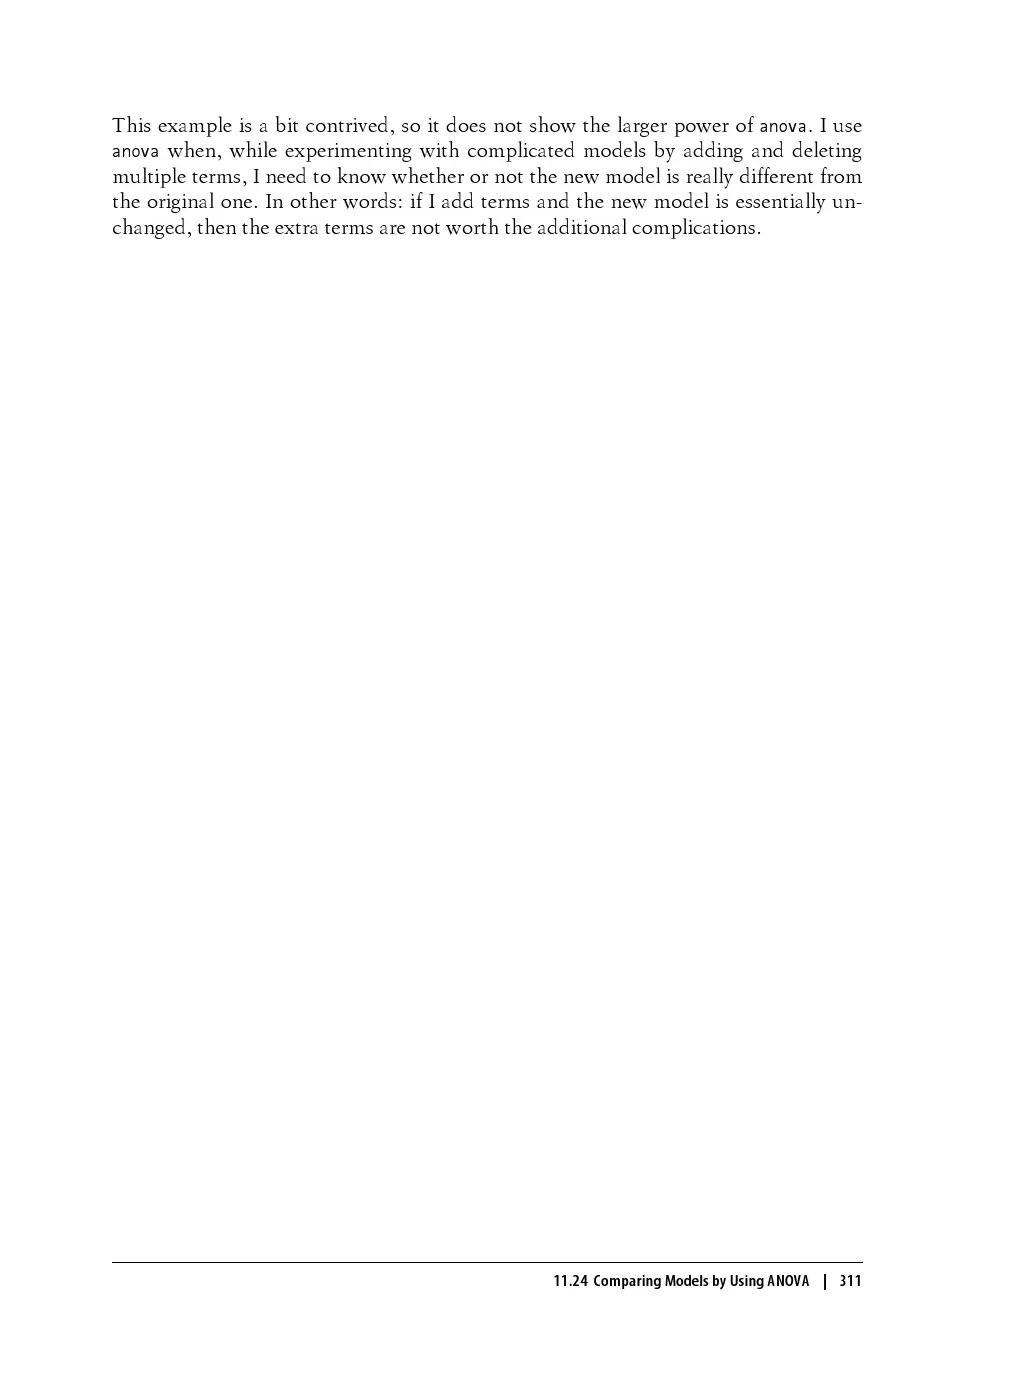 This example is a bit contrived, so it does not show the larger power of anova. I use
anova when, while experimenting with complicated models by adding and deleting
multiple terms, I need to know whether or not the new model is really different from
the original one. In other words: if I add terms and the new model is essentially un-
changed, then the extra terms are not worth the additional complications.
11.24 Comparing Models by Using ANOVA | 311